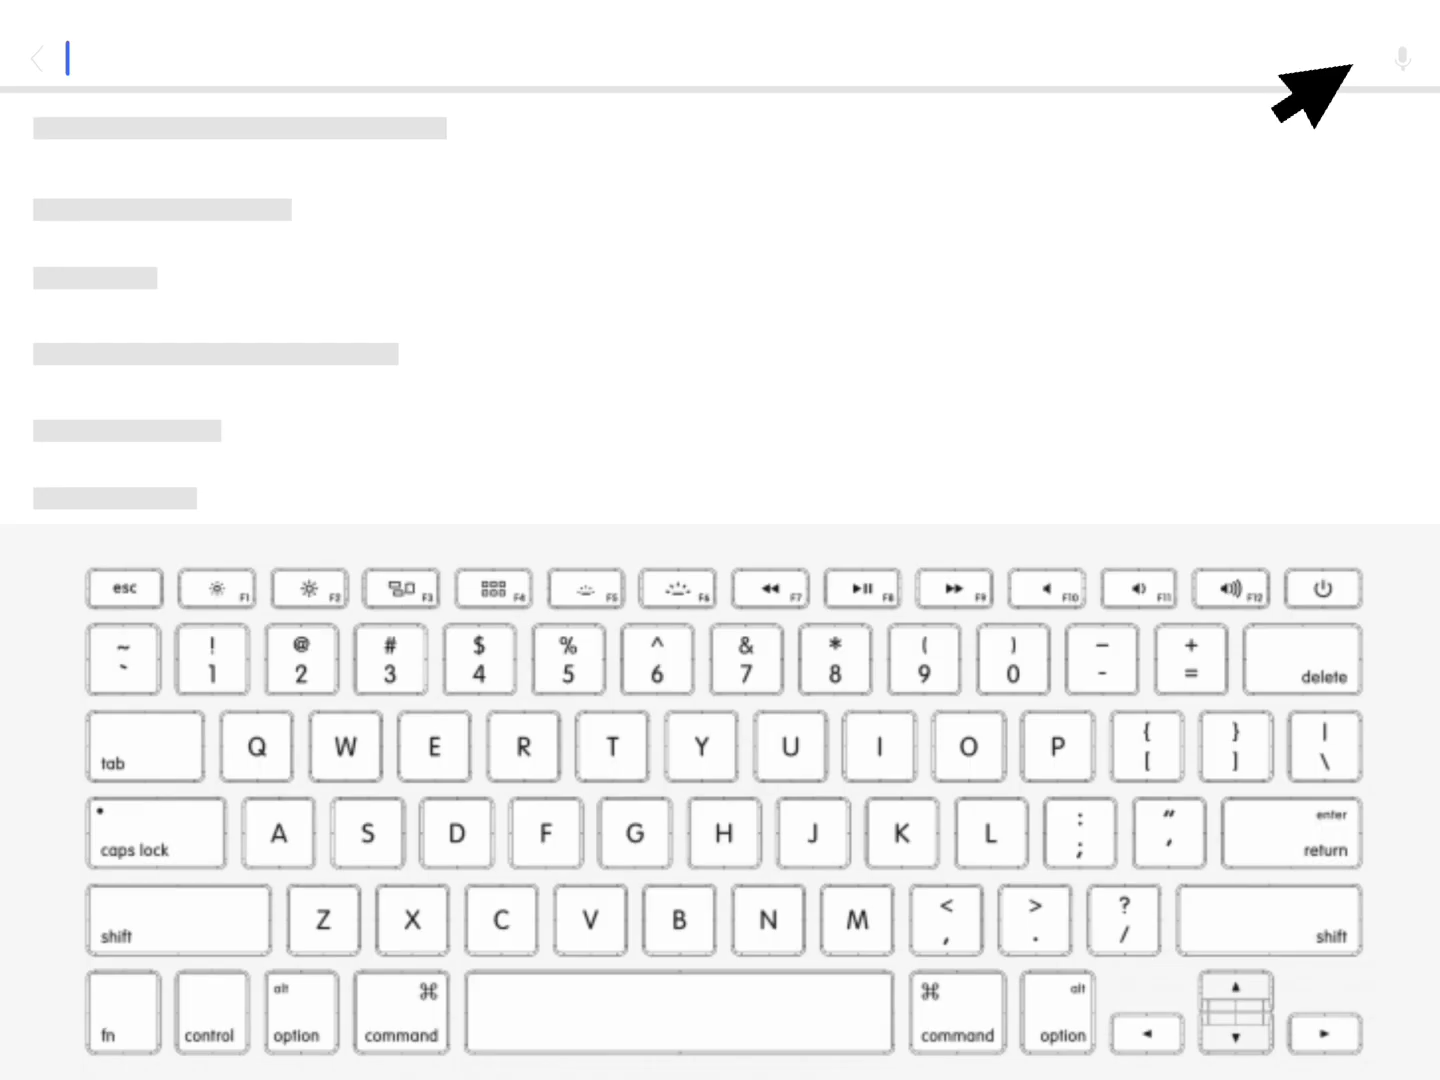 esc F1 F2 F3 F4 F5 F6 F7 F8 F9 F10 F11 F12
~ ! @ # $ % ^ & * ( ) — +
` 1 2 3 4 5 6 7 8 9 0 - = delete
tab Q W E R T Y U I O P { [ } ] | \
caps lock A S D F G H J K L : ; " ' enter return
shift Z X C V B N M < , > . ? / shift
fn control alt option ⌘ command ⌘ command alt option ◄ ▲ ▼ ►